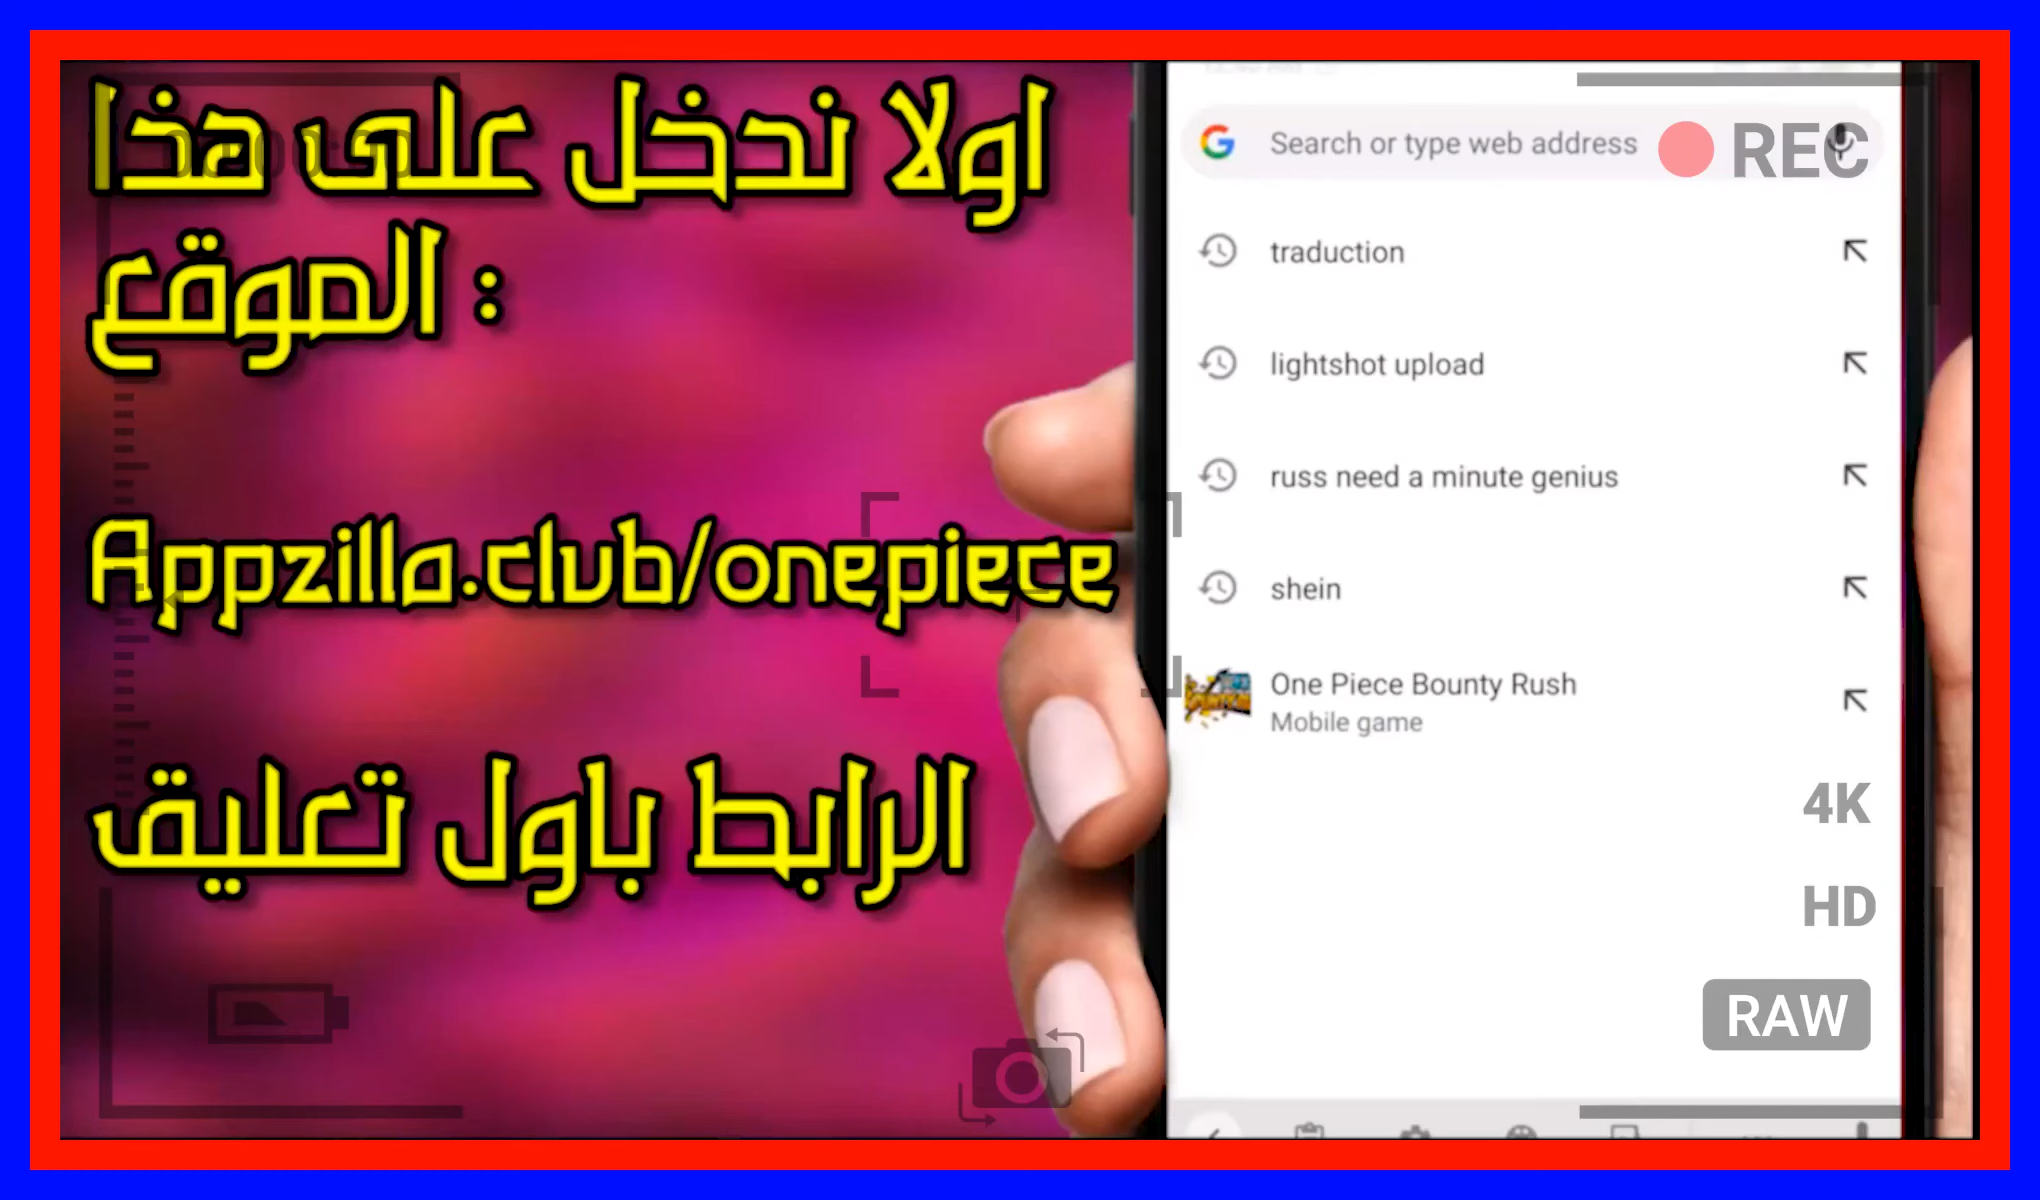 اولا ندخل على هذا
الموقع :
Appzilla.club/onepiece
الرابط باول تعليق
Search or type web address
REC
traduction
lightshot upload
russ need a minute genius
shein
One Piece Bounty Rush
Mobile game
4K
HD
RAW